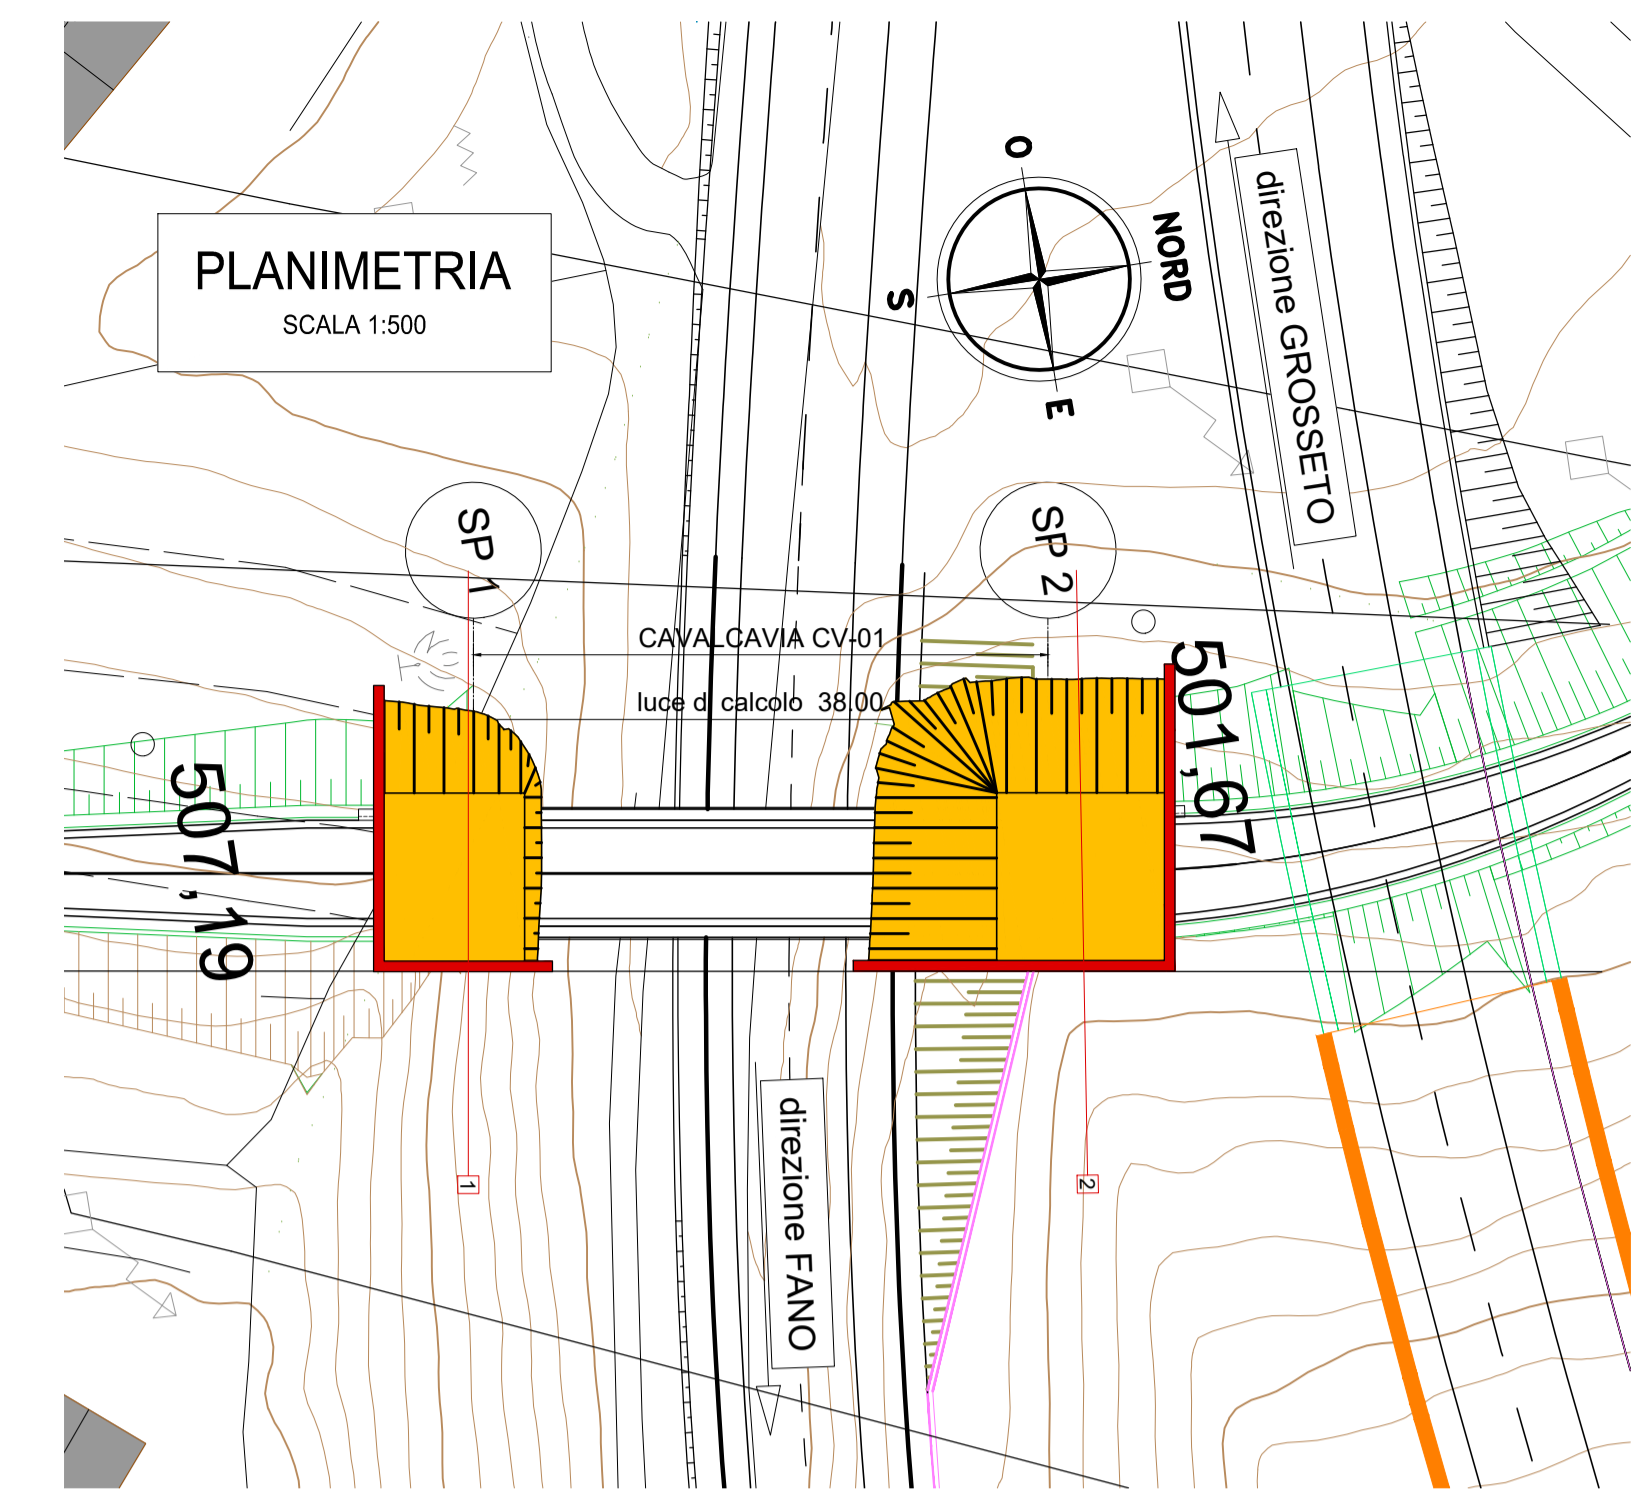 PLANIMETRIA
SCALA 1:500
O
NORD
S
E
direzione GROSSETO
SP 1
SP 2
CAVALCAVIA CV-01
luce di calcolo 38.00
501,67
507,19
1
2
direzione FANO